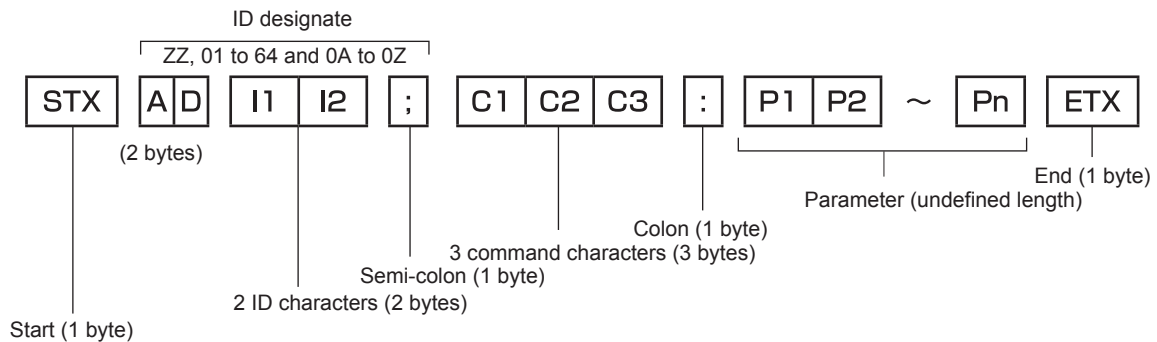 ID designate
ZZ, 01 to 64 and 0A to 0Z
STX A D I1 I2 ; C1 C2 C3 : P1 P2 ～ Pn ETX
(2 bytes)
End (1 byte)
Parameter (undefined length)
Colon (1 byte)
3 command characters (3 bytes)
Semi-colon (1 byte)
2 ID characters (2 bytes)
Start (1 byte)